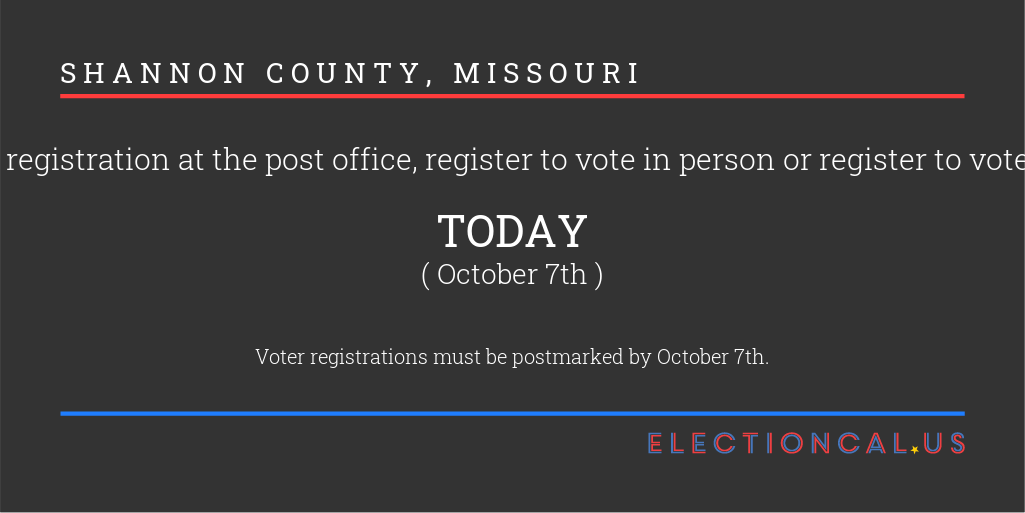 SHANNON COUNTY, MISSOURI
registration at the post office, register to vote in person or register to vote
TODAY
( October 7th )
Voter registrations must be postmarked by October 7th.
ELECTIONCAL.US